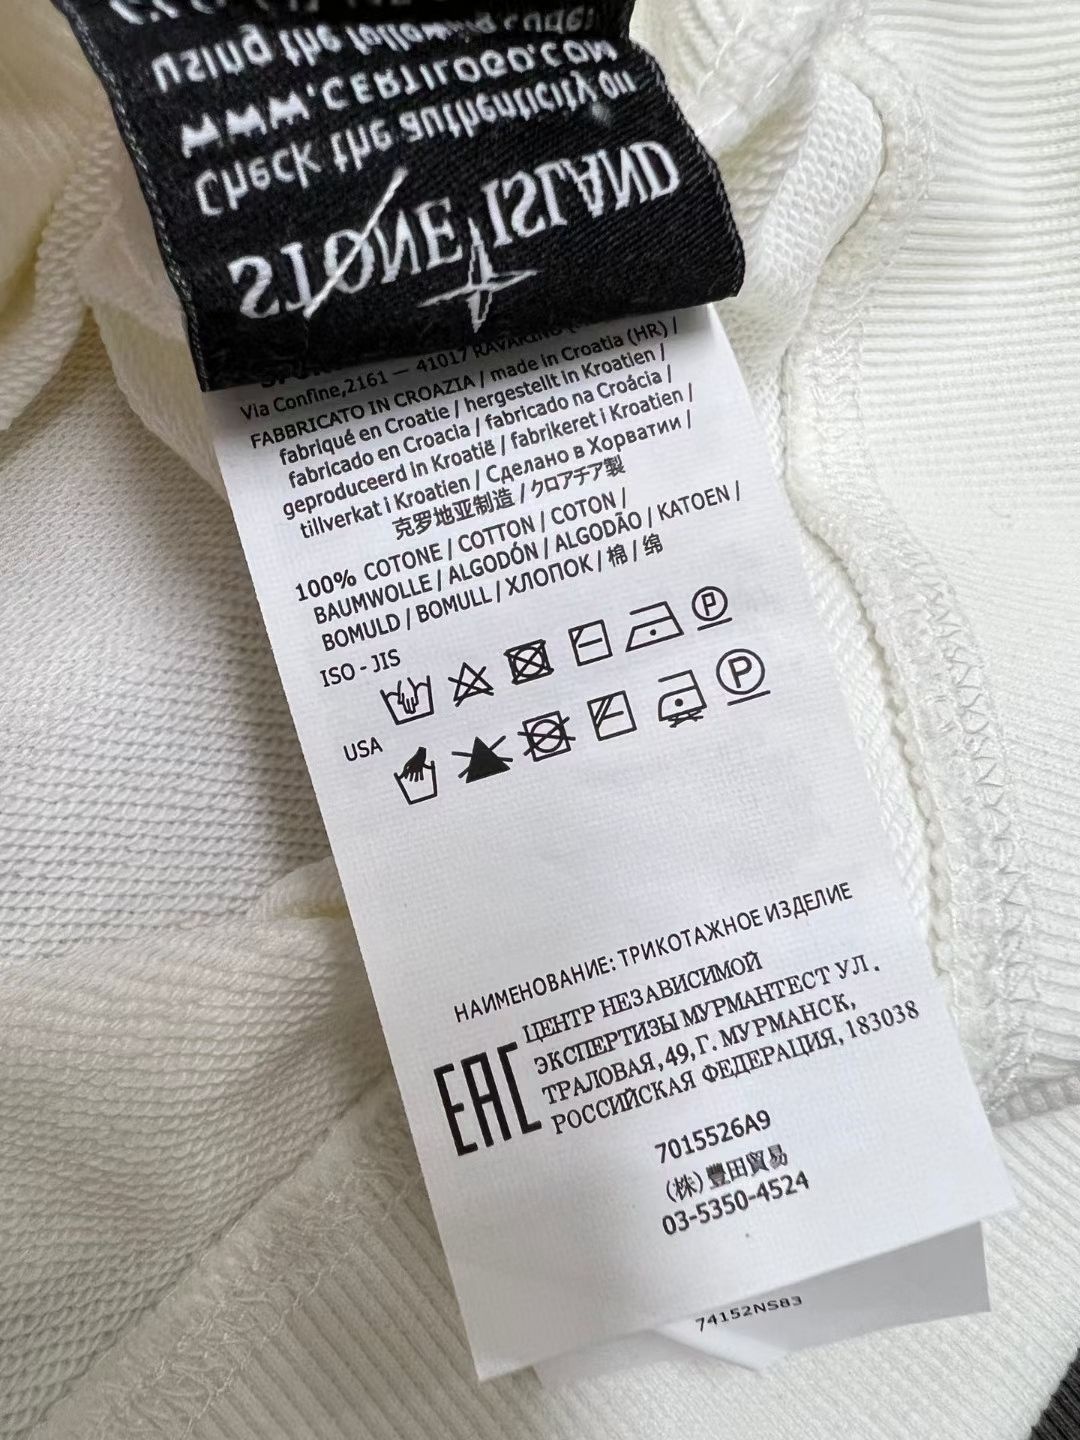 using the following code:
WWW.CERTILOGO.COM
Check the authenticity on
STONE ISLAND
Via Confine,2161 — 41017 RAVARINO
FABBRICATO IN CROAZIA / made in Croatia (HR) /
fabriqué en Croatie / hergestellt in Kroatien /
fabricado en Croacia / fabricado na Croácia /
geproduceerd in Kroatië / fabrikeret i Kroatien /
tillverkat i Kroatien / Сделано в Хорватии /
克罗地亚制造 / クロアチア製
100% COTONE / COTTON / COTON /
BAUMWOLLE / ALGODÓN / ALGODÃO / KATOEN /
BOMULD / BOMULL / ХЛОПОК / 棉 / 绵
ISO - JIS
P
USA
P
НАИМЕНОВАНИЕ: ТРИКОТАЖНОЕ ИЗДЕЛИЕ
EAC
ЦЕНТР НЕЗАВИСИМОЙ
ЭКСПЕРТИЗЫ МУРМАНТЕСТ УЛ.
ТРАЛОВАЯ,49,Г. МУРМАНСК,
РОССИЙСКАЯ ФЕДЕРАЦИЯ, 183038
7015526A9
(株)豊田貿易
03-5350-4524
74152NS83